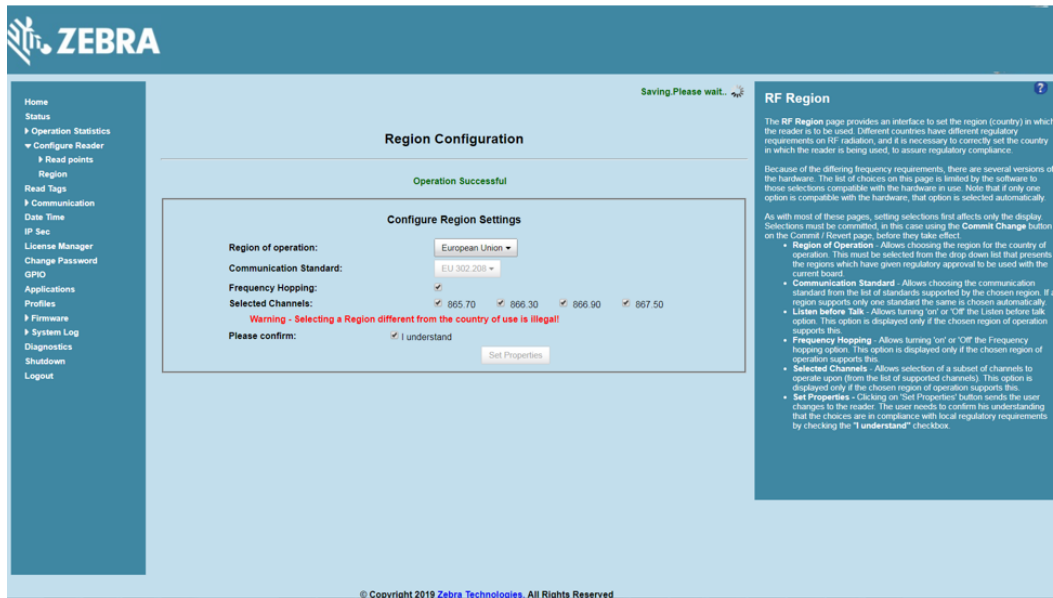 ZEBRA
Home
Status
Operation Statistics
Configure Reader
Read points
Region
Read Tags
Communication
Date Time
IP Sec
License Manager
Change Password
GPIO
Applications
Profiles
Firmware
System Log
Diagnostics
Shutdown
Logout
Saving.Please wait..
Region Configuration
Operation Successful
Configure Region Settings
Region of operation: European Union
Communication Standard: EU 302.208
Frequency Hopping:
Selected Channels: 865.70 866.30 866.90 867.50
Warning - Selecting a Region different from the country of use is illegal!
Please confirm: I understand
Set Properties
?
RF Region
The RF Region page provides an interface to set the region (country) in which
the reader is to be used. Different countries have different regulatory
requirements on RF radiation, and it is necessary to correctly set the country
in which the reader is being used, to assure regulatory compliance.
Because of the differing frequency requirements, there are several versions of
the hardware. The list of choices on this page is limited by the software to
those selections compatible with the hardware in use. Note that if only one
option is compatible with the hardware, that option is selected automatically.
As with most of these pages, setting selections first affects only the display.
Selections must be committed, in this case using the Commit Change button
on the Commit / Revert page, before they take effect.
• Region of Operation - Allows choosing the region for the country of
operation. This must be selected from the drop down list that presents
the regions which have given regulatory approval to be used with the
current board.
• Communication Standard - Allows choosing the communication
standard from the list of standards supported by the chosen region. If a
region supports only one standard the same is chosen automatically.
• Listen before Talk - Allows turning 'on' or 'Off' the Listen before talk
option. This option is displayed only if the chosen region of operation
supports this.
• Frequency Hopping - Allows turning 'on' or 'Off' the Frequency
hopping option. This option is displayed only if the chosen region of
operation supports this.
• Selected Channels - Allows selection of a subset of channels to
operate upon (from the list of supported channels). This option is
displayed only if the chosen region of operation supports this.
• Set Properties - Clicking on 'Set Properties' button sends the user
changes to the reader. The user needs to confirm his understanding
that the choices are in compliance with local regulatory requirements
by checking the "I understand" checkbox.
© Copyright 2019 Zebra Technologies. All Rights Reserved